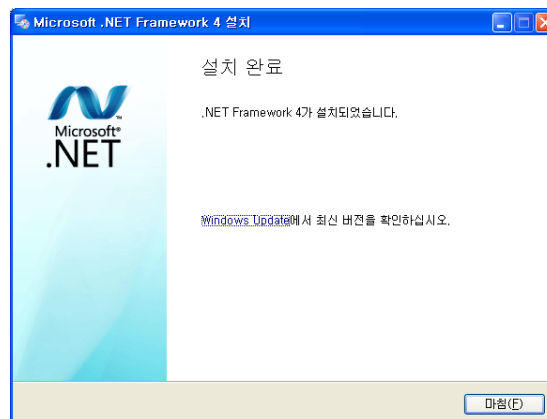 Microsoft .NET Framework 4 설치
설치 완료
Microsoft®
.NET
.NET Framework 4가 설치되었습니다.
Windows Update에서 최신 버전을 확인하십시오.
마침(F)